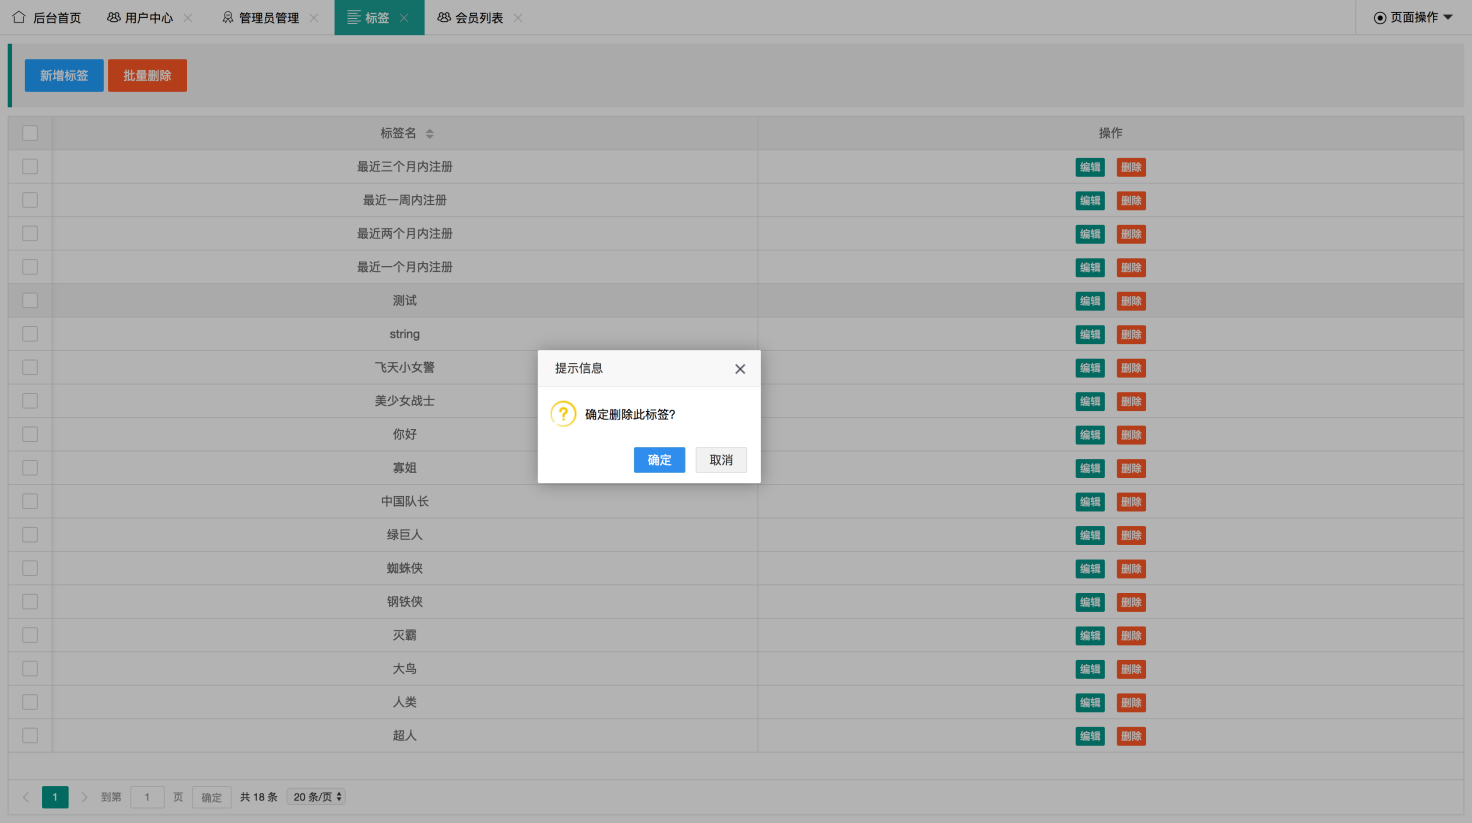 后台首页 用户中心 管理员管理 标签 会员列表 页面操作
新增标签 批量删除
标签名 操作
最近三个月内注册 编辑 删除
最近一周内注册 编辑 删除
最近两个月内注册 编辑 删除
最近一个月内注册 编辑 删除
测试 编辑 删除
string 编辑 删除
飞天小女警 编辑 删除
美少女战士 编辑 删除
你好 编辑 删除
寡姐 编辑 删除
中国队长 编辑 删除
绿巨人 编辑 删除
蜘蛛侠 编辑 删除
钢铁侠 编辑 删除
灭霸 编辑 删除
大鸟 编辑 删除
人类 编辑 删除
超人 编辑 删除
提示信息
确定删除此标签?
确定 取消
1 到第 1 页 确定 共 18 条 20 条/页